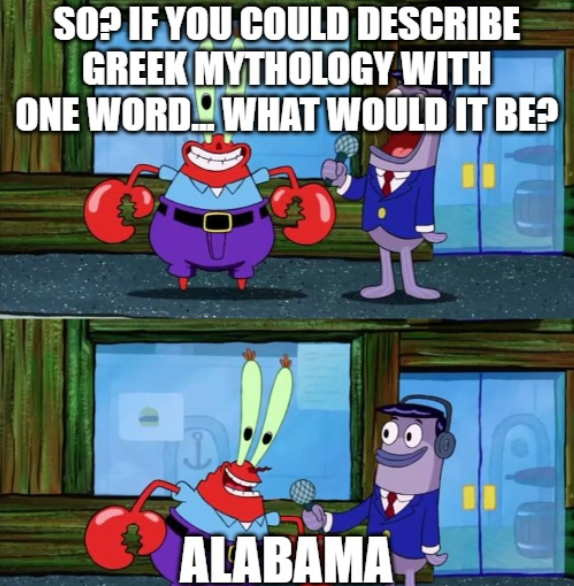 SO? IF YOU COULD DESCRIBE
GREEK MYTHOLOGY WITH
ONE WORD... WHAT WOULD IT BE?
ALABAMA